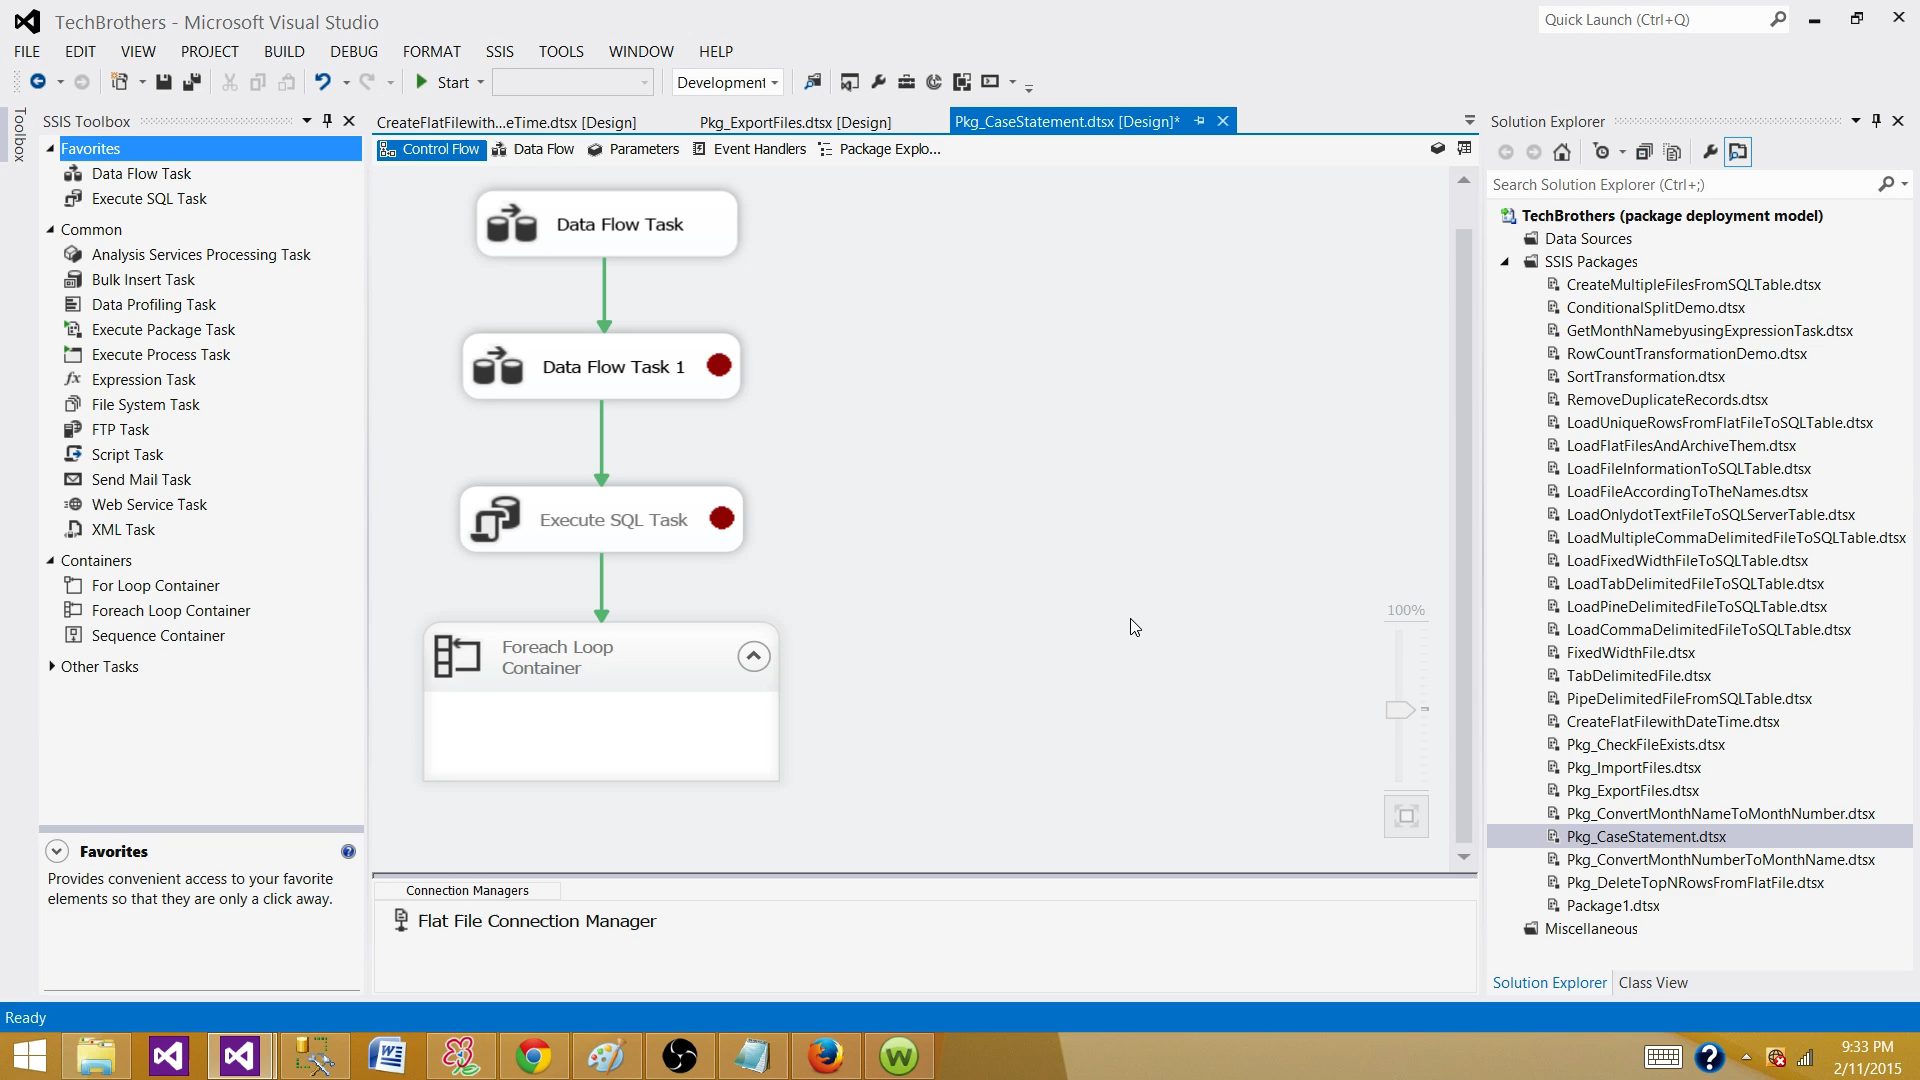 TechBrothers - Microsoft Visual Studio
Quick Launch (Ctrl+Q)
FILE EDIT VIEW PROJECT BUILD DEBUG FORMAT SSIS TOOLS WINDOW HELP
Start
Development
Toolbox
SSIS Toolbox
Favorites
Data Flow Task
Execute SQL Task
Common
Analysis Services Processing Task
Bulk Insert Task
Data Profiling Task
Execute Package Task
Execute Process Task
Expression Task
File System Task
FTP Task
Script Task
Send Mail Task
Web Service Task
XML Task
Containers
For Loop Container
Foreach Loop Container
Sequence Container
Other Tasks
Favorites
Provides convenient access to your favorite
elements so that they are only a click away.
CreateFlatFilewith...eTime.dtsx [Design]
Pkg_ExportFiles.dtsx [Design]
Pkg_CaseStatement.dtsx [Design]*
Control Flow
Data Flow
Parameters
Event Handlers
Package Explo...
Data Flow Task
Data Flow Task 1
Execute SQL Task
Foreach Loop
Container
100%
Connection Managers
Flat File Connection Manager
Solution Explorer
Search Solution Explorer (Ctrl+;)
TechBrothers (package deployment model)
Data Sources
SSIS Packages
CreateMultipleFilesFromSQLTable.dtsx
ConditionalSplitDemo.dtsx
GetMonthNamebyusingExpressionTask.dtsx
RowCountTransformationDemo.dtsx
SortTransformation.dtsx
RemoveDuplicateRecords.dtsx
LoadUniqueRowsFromFlatFileToSQLTable.dtsx
LoadFlatFilesAndArchiveThem.dtsx
LoadFileInformationToSQLTable.dtsx
LoadFileAccordingToTheNames.dtsx
LoadOnlydotTextFileToSQLServerTable.dtsx
LoadMultipleCommaDelimitedFileToSQLTable.dtsx
LoadFixedWidthFileToSQLTable.dtsx
LoadTabDelimitedFileToSQLTable.dtsx
LoadPineDelimitedFileToSQLTable.dtsx
LoadCommaDelimitedFileToSQLTable.dtsx
FixedWidthFile.dtsx
TabDelimitedFile.dtsx
PipeDelimitedFileFromSQLTable.dtsx
CreateFlatFilewithDateTime.dtsx
Pkg_CheckFileExists.dtsx
Pkg_ImportFiles.dtsx
Pkg_ExportFiles.dtsx
Pkg_ConvertMonthNameToMonthNumber.dtsx
Pkg_CaseStatement.dtsx
Pkg_ConvertMonthNumberToMonthName.dtsx
Pkg_DeleteTopNRowsFromFlatFile.dtsx
Package1.dtsx
Miscellaneous
Solution Explorer
Class View
Ready
9:33 PM
2/11/2015